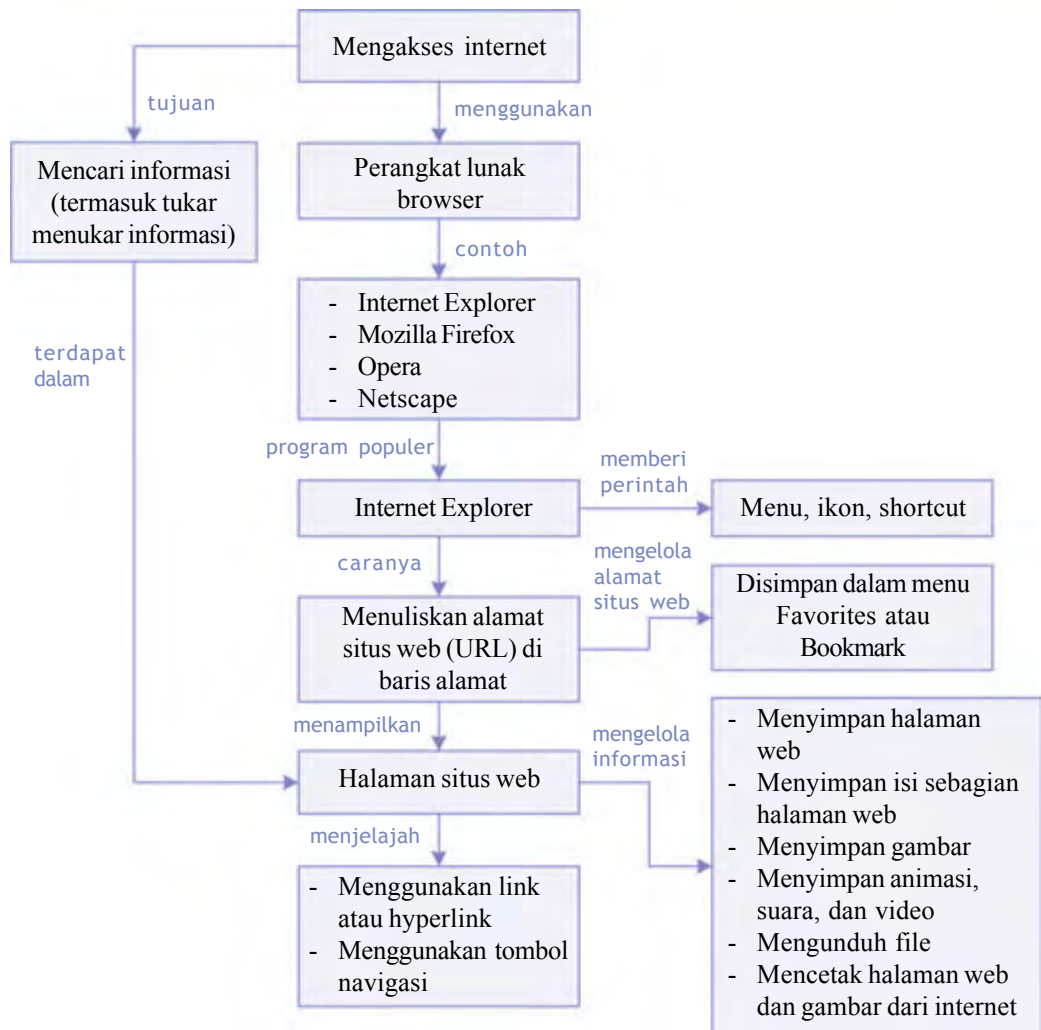 Mengakses internet
tujuan
menggunakan
Mencari informasi
(termasuk tukar
menukar informasi)
Perangkat lunak
browser
contoh
- Internet Explorer
- Mozilla Firefox
- Opera
- Netscape
terdapat
dalam
program populer
Internet Explorer
memberi
perintah
Menu, ikon, shortcut
caranya
Menuliskan alamat
situs web (URL) di
baris alamat
mengelola
alamat
situs web
Disimpan dalam menu
Favorites atau
Bookmark
menampilkan
Halaman situs web
mengelola
informasi
- Menyimpan halaman
web
- Menyimpan isi sebagian
halaman web
- Menyimpan gambar
- Menyimpan animasi,
suara, dan video
- Mengunduh file
- Mencetak halaman web
dan gambar dari internet
menjelajah
- Menggunakan link
atau hyperlink
- Menggunakan tombol
navigasi